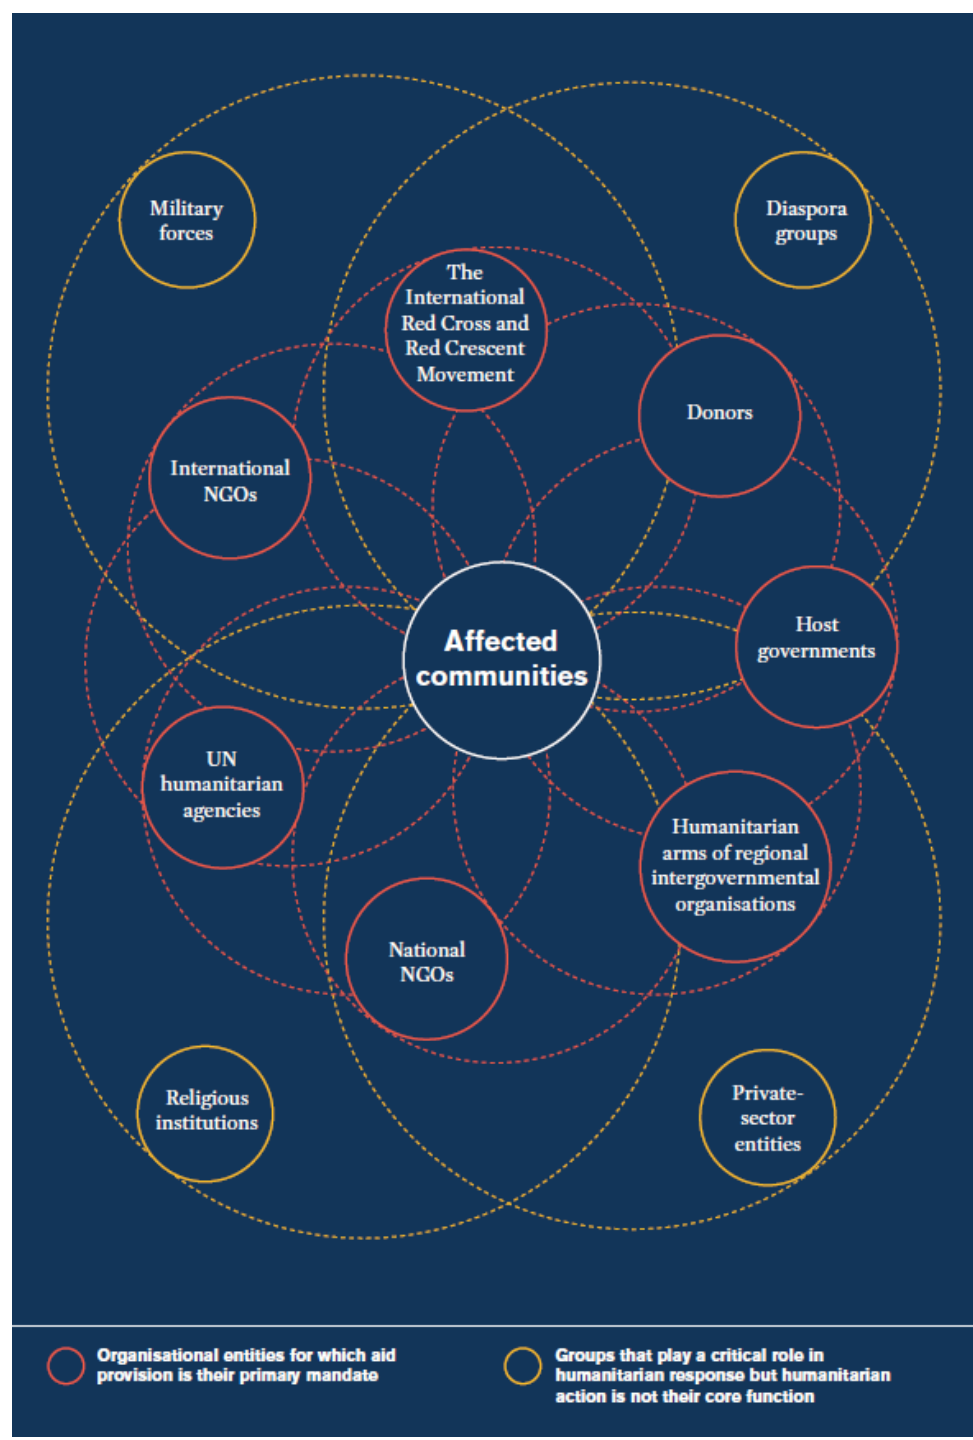 Military
forces
Diaspora
groups
The
International
Red Cross and
Red Crescent
Movement
Donors
International
NGOs
Host
governments
Affected
communities
UN
humanitarian
agencies
Humanitarian
arms of regional
intergovernmental
organisations
National
NGOs
Religious
institutions
Private-
sector
entities
Organisational entities for which aid
provision is their primary mandate
Groups that play a critical role in
humanitarian response but humanitarian
action is not their core function